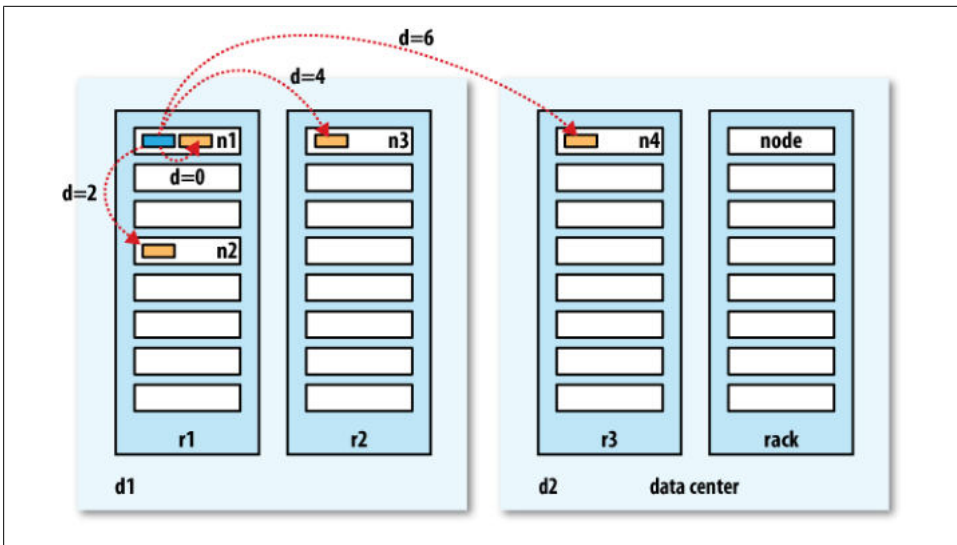 d=6
d=4
n1
n3
n4
node
d=0
d=2
n2
r1
r2
r3
rack
d1
d2
data center